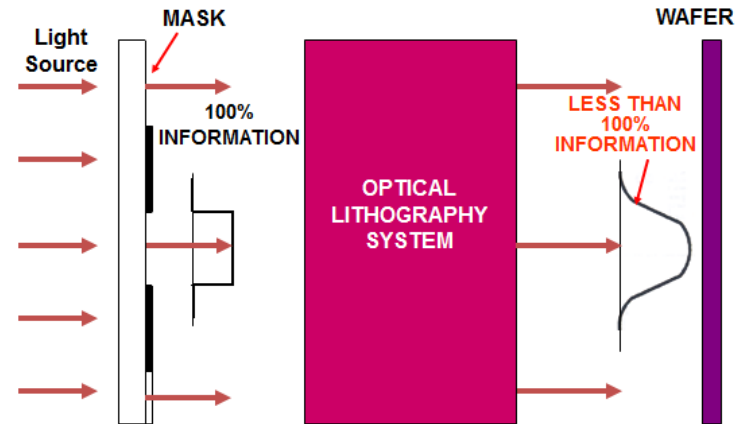 MASK
WAFER
Light
Source
100%
INFORMATION
LESS THAN
100%
INFORMATION
OPTICAL
LITHOGRAPHY
SYSTEM